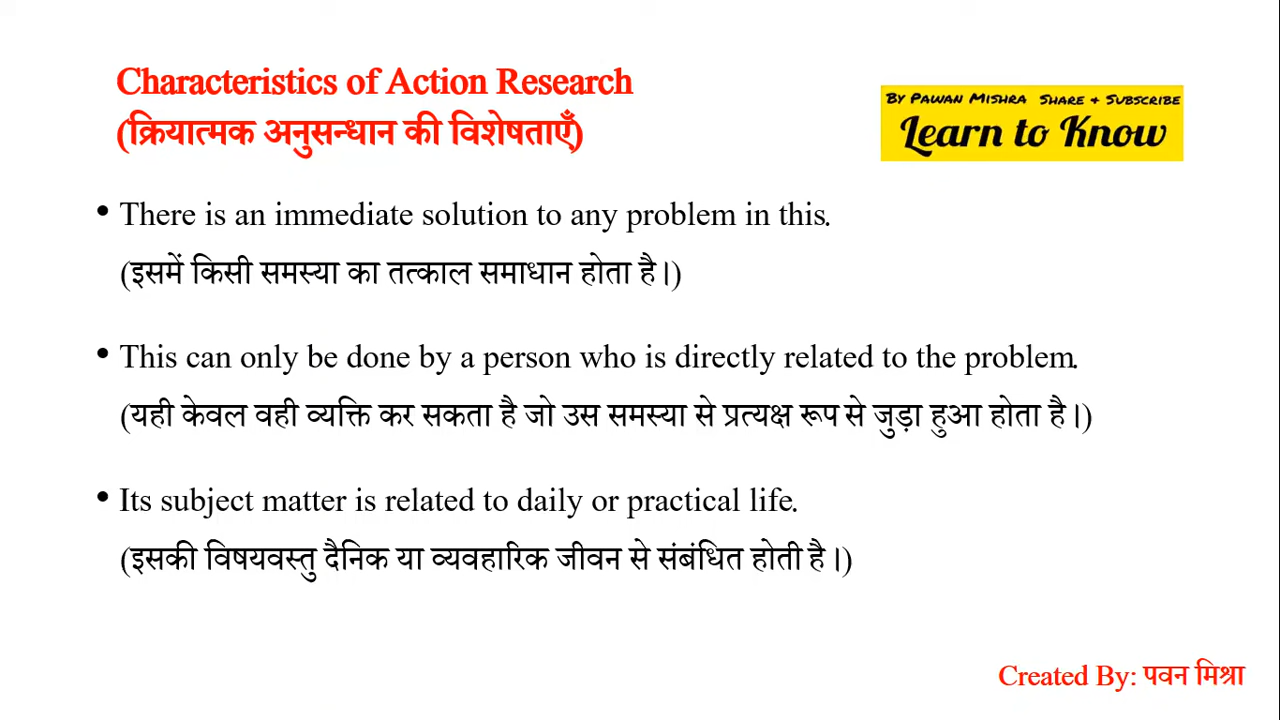 Characteristics of Action Research
(क्रियात्मक अनुसन्धान की विशेषताएँ)
By Pawan Mishra Share & Subscribe
Learn to Know
• There is an immediate solution to any problem in this.
(इसमें किसी समस्या का तत्काल समाधान होता है।)
• This can only be done by a person who is directly related to the problem.
(यही केवल वही व्यक्ति कर सकता है जो उस समस्या से प्रत्यक्ष रूप से जुड़ा हुआ होता है।)
• Its subject matter is related to daily or practical life.
(इसकी विषयवस्तु दैनिक या व्यवहारिक जीवन से संबंधित होती है।)
Created By: पवन मिश्रा